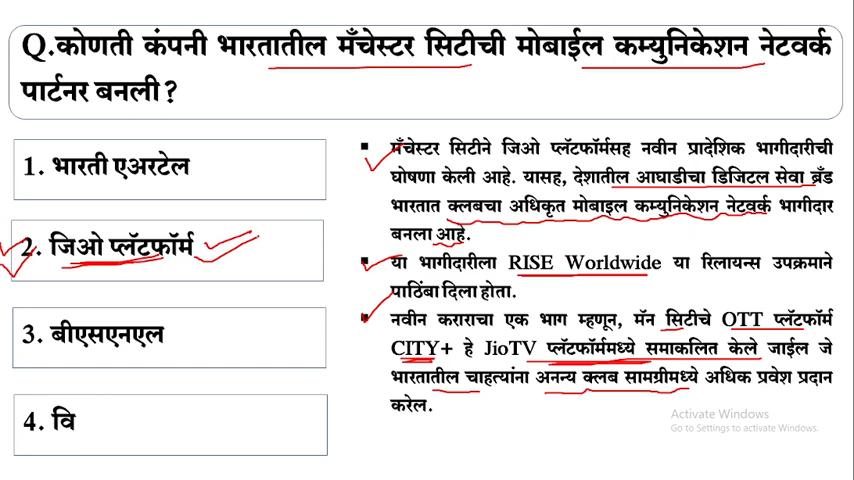 Q.कोणती कंपनी भारतातील मँचेस्टर सिटीची मोबाईल कम्युनिकेशन नेटवर्क
पार्टनर बनली?
1. भारती एअरटेल
2. जिओ प्लॅटफॉर्म
3. बीएसएनएल
4. वि
▪ मँचेस्टर सिटीने जिओ प्लॅटफॉर्मसह नवीन प्रादेशिक भागीदारीची
घोषणा केली आहे. यासह, देशातील आघाडीचा डिजिटल सेवा ब्रँड
भारतात क्लबचा अधिकृत मोबाइल कम्युनिकेशन नेटवर्क भागीदार
बनला आहे.
▪ या भागीदारीला RISE Worldwide या रिलायन्स उपक्रमाने
पाठिंबा दिला होता.
▪ नवीन कराराचा एक भाग म्हणून, मॅन सिटीचे OTT प्लॅटफॉर्म
CITY+ हे JioTV प्लॅटफॉर्ममध्ये समाकलित केले जाईल जे
भारतातील चाहत्यांना अनन्य क्लब सामग्रीमध्ये अधिक प्रवेश प्रदान
करेल.
Activate Windows
Go to Settings to activate Windows.